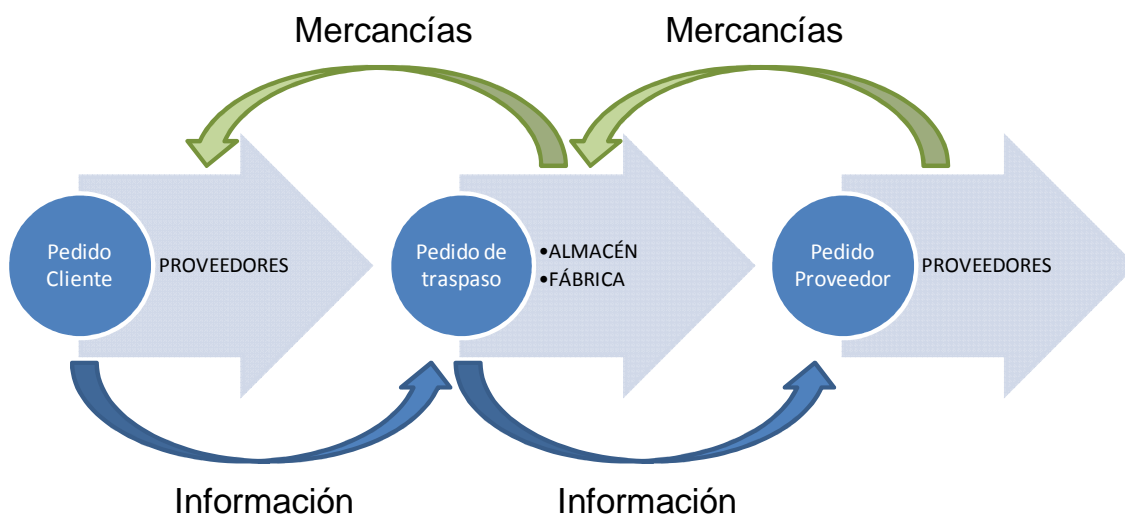 Mercancías
Mercancías
Pedido
Cliente
PROVEEDORES
Pedido de
traspaso
•ALMACÉN
•FÁBRICA
Pedido
Proveedor
PROVEEDORES
Información
Información